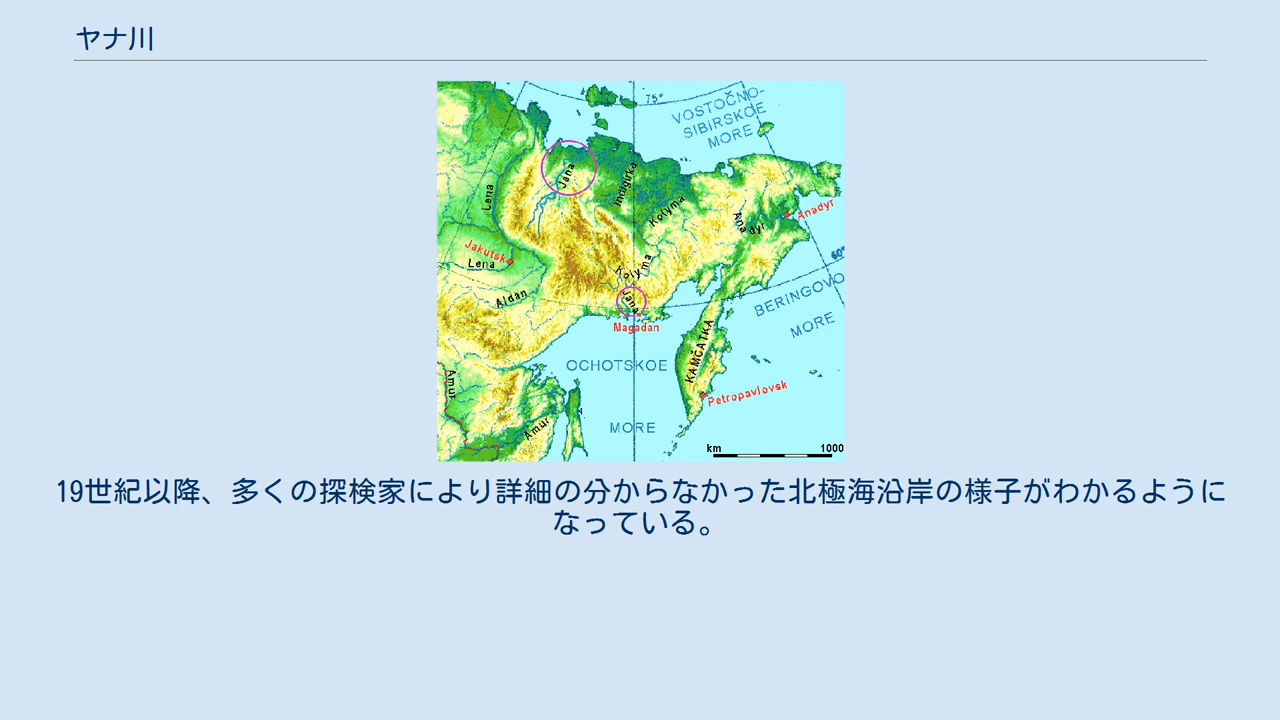 ヤナ川
75°
VOSTOČNO-
SIBIRSKOE
MORE
Jana
Indigirka
Lena
Kolyma
Anadyr
Anadyr
Jakutsk
Lena
60°
Kolyma
Aldan
Jana
BERINGOVO
MORE
Magadan
KAMČATKA
OCHOTSKOE
Amur
Petropavlovsk
MORE
Amur
km 1000
19世紀以降、多くの探検家により詳細の分からなかった北極海沿岸の様子がわかるように
なっている。